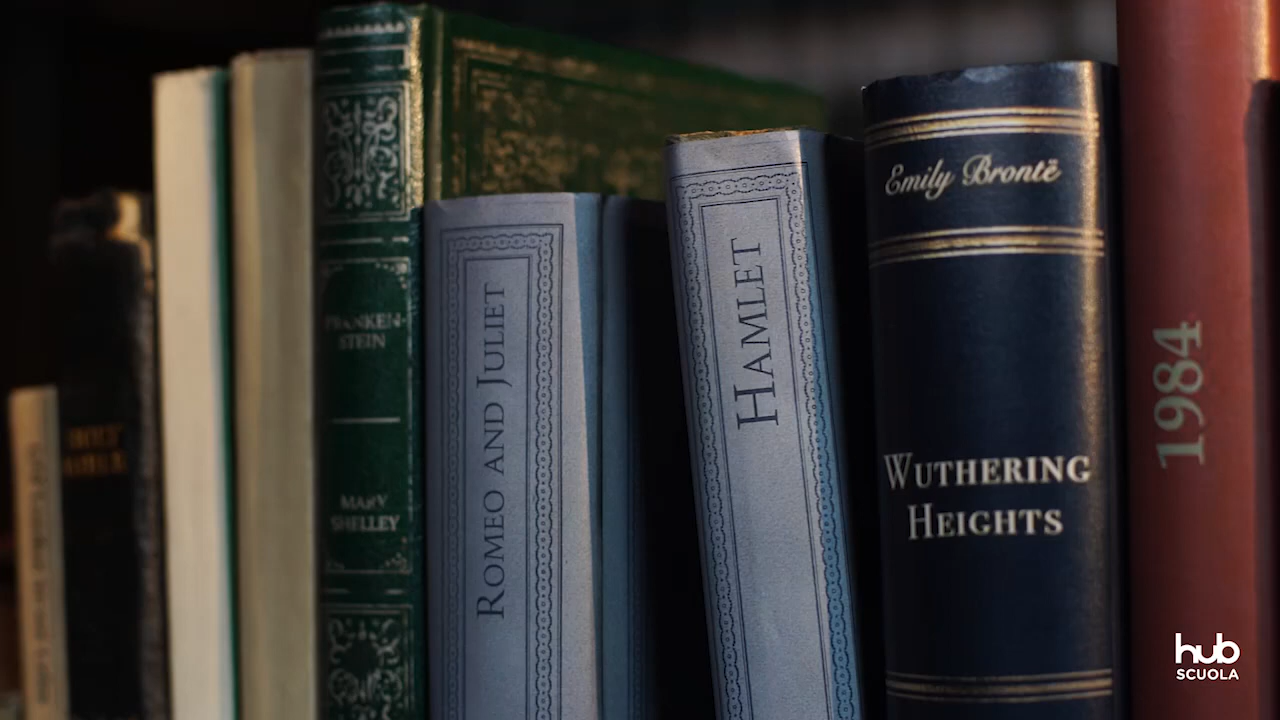 HOLY
BIBLE
FRANKEN-
STEIN
MARY
SHELLEY
ROMEO AND JULIET
HAMLET
Emily Brontë
WUTHERING
HEIGHTS
1984
hub
SCUOLA